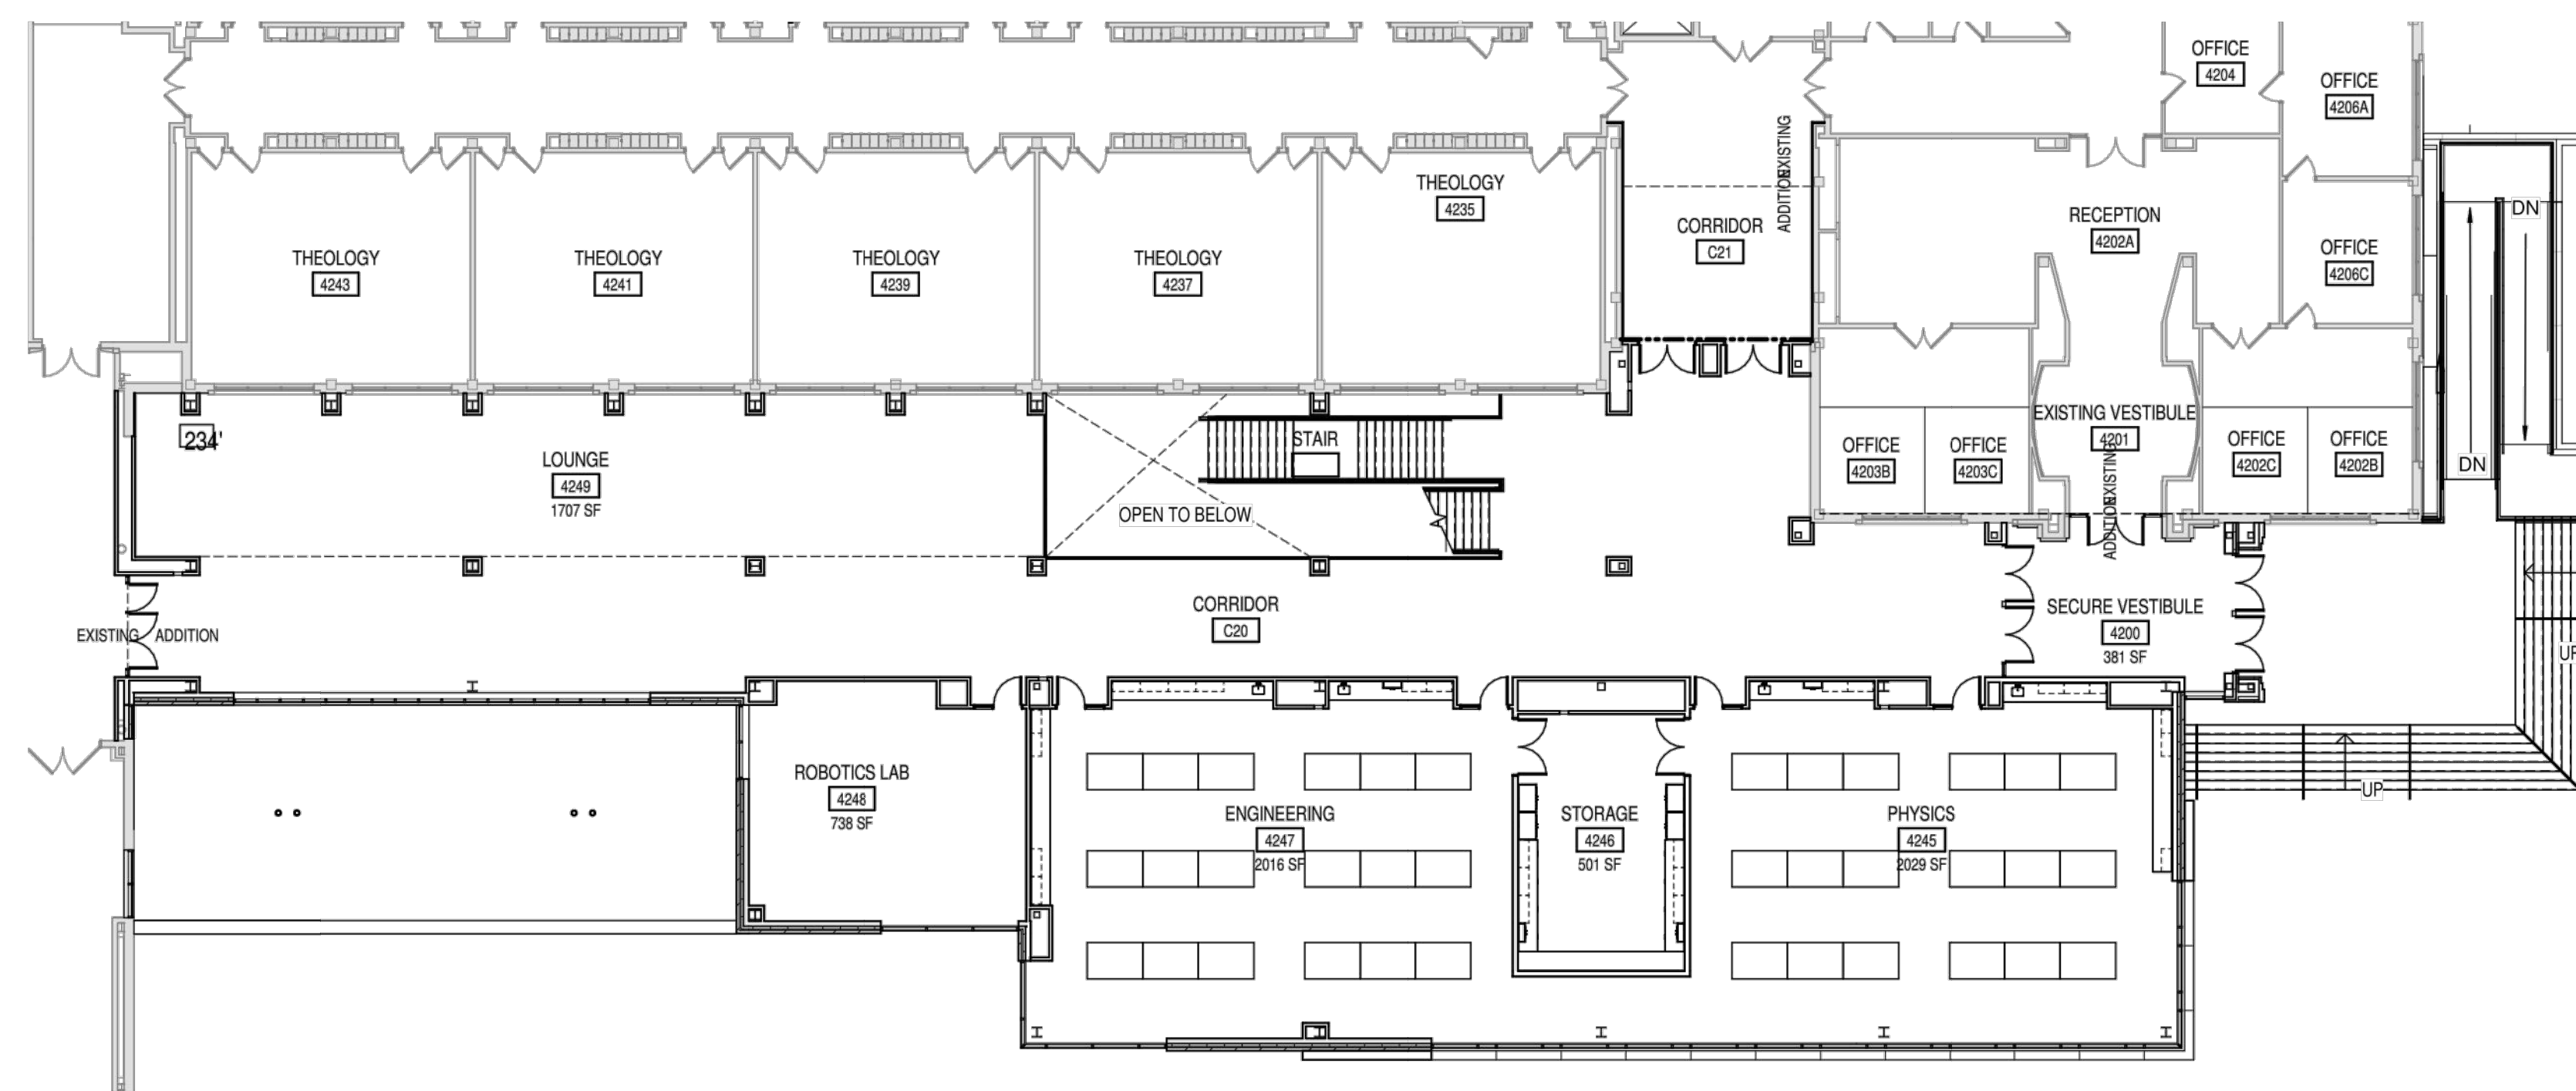 OFFICE
4204
OFFICE
4206A
ADDITION
EXISTING
THEOLOGY
4235
CORRIDOR
C21
RECEPTION
4202A
DN
OFFICE
4206C
THEOLOGY
4243
THEOLOGY
4241
THEOLOGY
4239
THEOLOGY
4237
234'
LOUNGE
4249
1707 SF
STAIR
OPEN TO BELOW
EXISTING VESTIBULE
4201
OFFICE
4203B
OFFICE
4203C
OFFICE
4202C
OFFICE
4202B
DN
ADDITION
EXISTING
CORRIDOR
C20
SECURE VESTIBULE
4200
381 SF
EXISTING
ADDITION
UP
ROBOTICS LAB
4248
738 SF
ENGINEERING
4247
2016 SF
STORAGE
4246
501 SF
PHYSICS
4245
2029 SF
UP